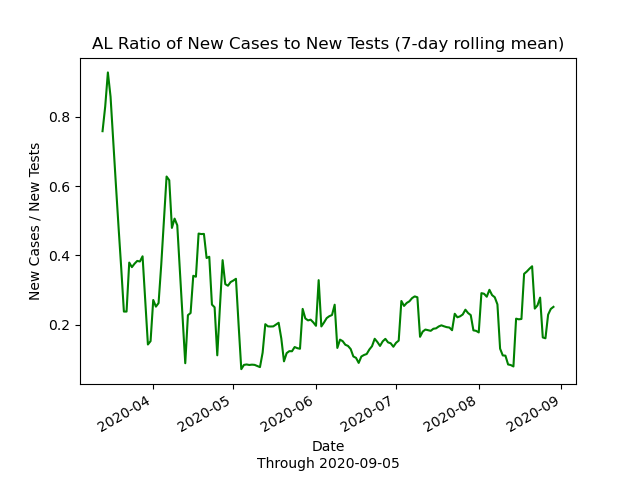 AL Ratio of New Cases to New Tests (7-day rolling mean)
New Cases / New Tests
0.8
0.6
0.4
0.2
2020-04
2020-05
2020-06
2020-07
2020-08
2020-09
Date
Through 2020-09-05